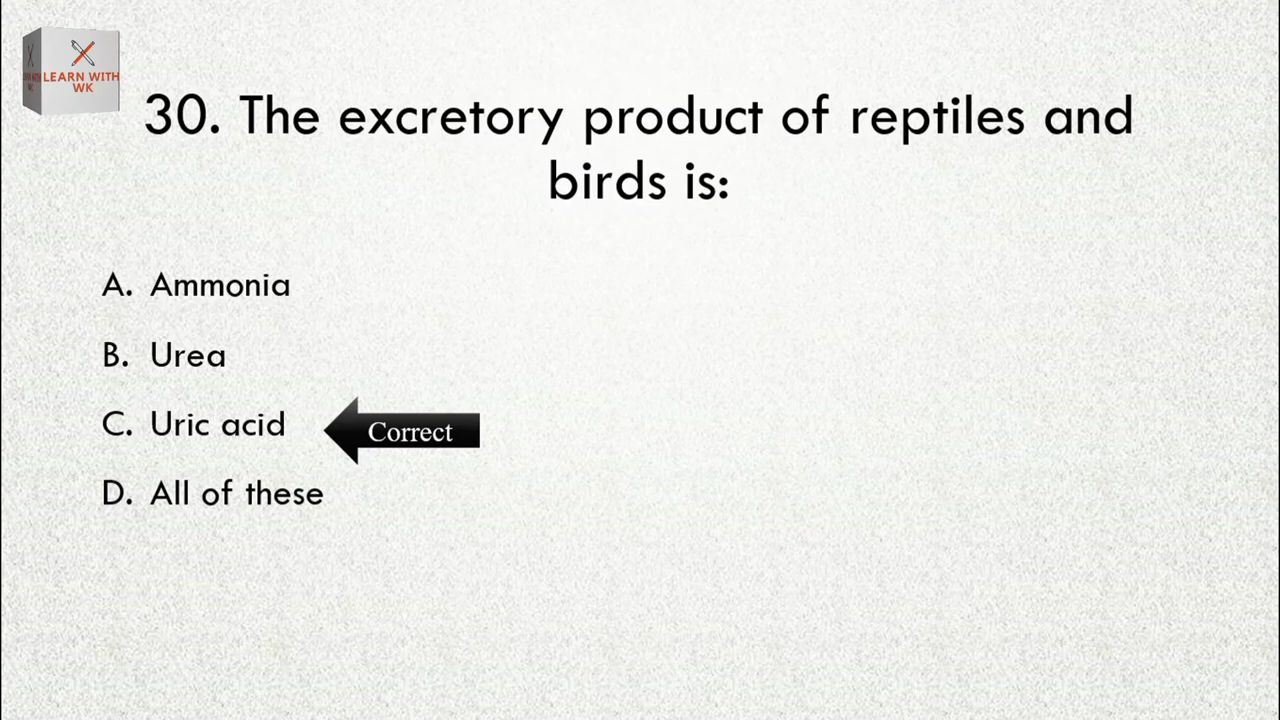 LEARN WITH
WK
30. The excretory product of reptiles and
birds is:
A. Ammonia
B. Urea
C. Uric acid
Correct
D. All of these